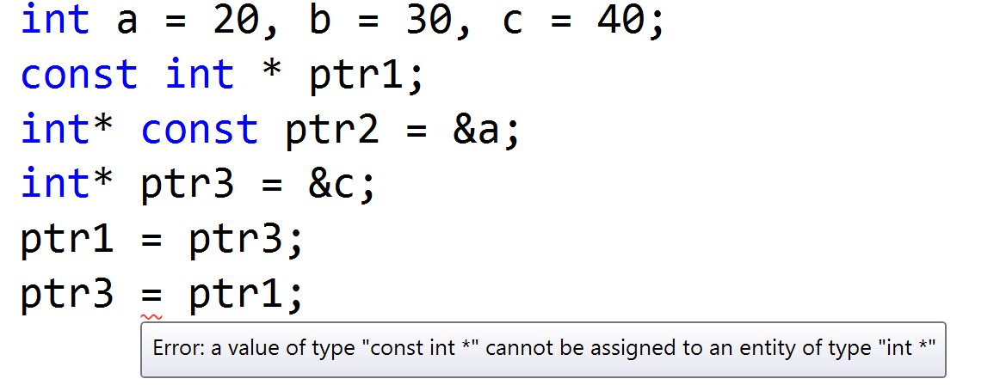 int a = 20, b = 30, c = 40;
const int * ptr1;
int* const ptr2 = &a;
int* ptr3 = &c;
ptr1 = ptr3;
ptr3 = ptr1;
Error: a value of type "const int *" cannot be assigned to an entity of type "int *"